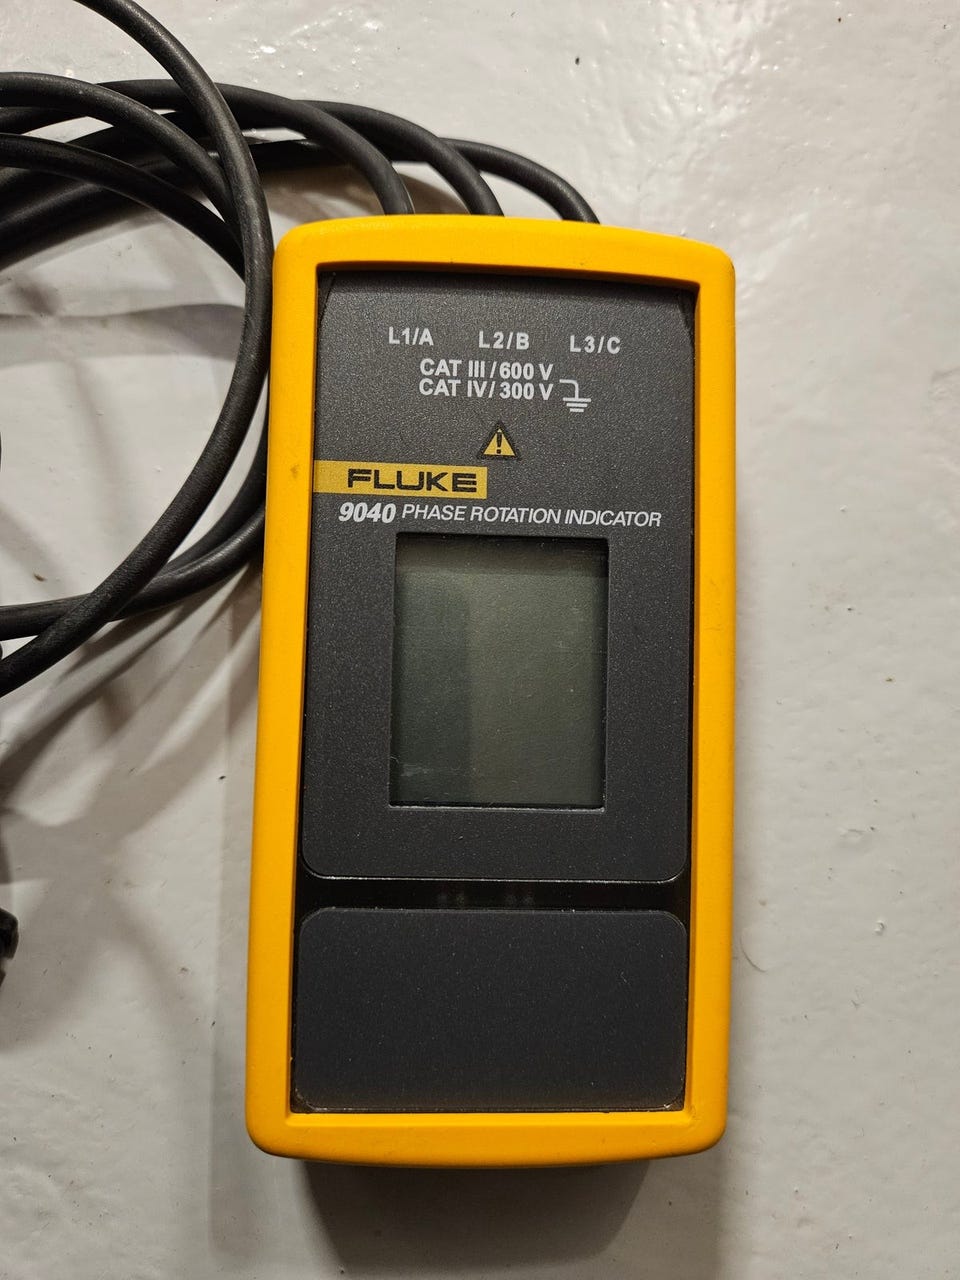 L1/A L2/B L3/C
CAT III/600 V
CAT IV/300 V
FLUKE
9040 PHASE ROTATION INDICATOR